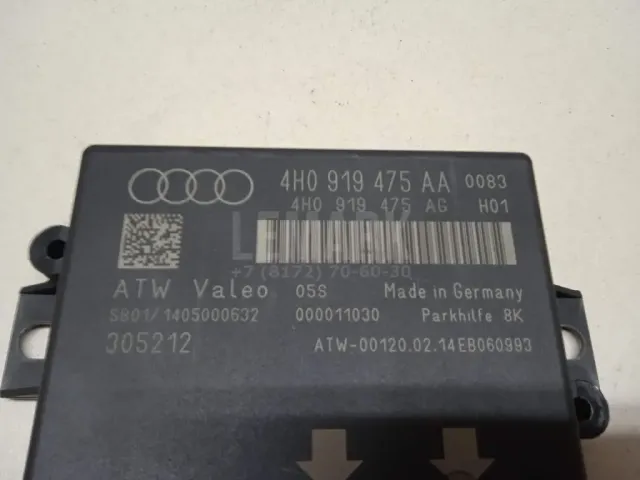 4H0 919 475 AA 0083
4H0 919 475 AG H01
LEMARK
+7 (8172) 70-60-30
ATW Valeo 05S Made in Germany
S801/1405000632 000011030 Parkhilfe 8K
305212 ATW-00120.02.14EB060993